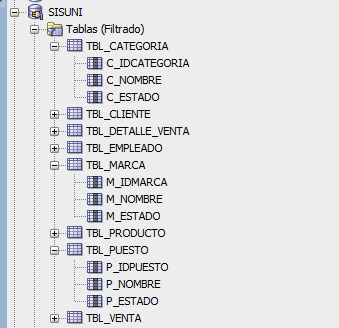 SISUNI
Tablas (Filtrado)
TBL_CATEGORIA
C_IDCATEGORIA
C_NOMBRE
C_ESTADO
TBL_CLIENTE
TBL_DETALLE_VENTA
TBL_EMPLEADO
TBL_MARCA
M_IDMARCA
M_NOMBRE
M_ESTADO
TBL_PRODUCTO
TBL_PUESTO
P_IDPUESTO
P_NOMBRE
P_ESTADO
TBL_VENTA